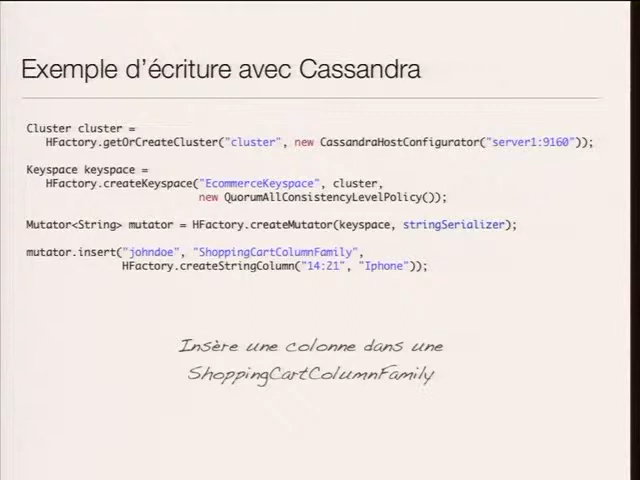 Exemple d'écriture avec Cassandra
Cluster cluster =
HFactory.getOrCreateCluster("cluster", new CassandraHostConfigurator("server1:9160"));
Keyspace keyspace =
HFactory.createKeyspace("EcommerceKeyspace", cluster,
new QuorumAllConsistencyLevelPolicy());
Mutator<String> mutator = HFactory.createMutator(keyspace, stringSerializer);
mutator.insert("johndoe", "ShoppingCartColumnFamily",
HFactory.createStringColumn("14:21", "Iphone"));
Insère une colonne dans une
ShoppingCartColumnFamily